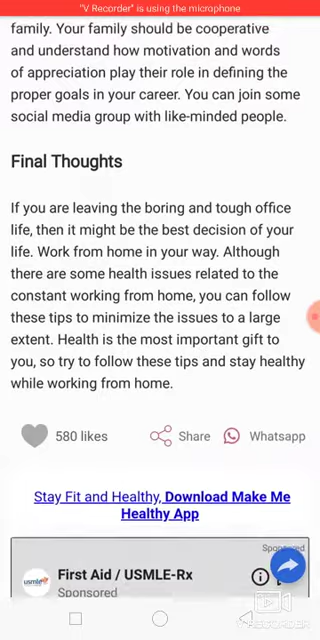 "V Recorder" is using the microphone
family. Your family should be cooperative
and understand how motivation and words
of appreciation play their role in defining the
proper goals in your career. You can join some
social media group with like-minded people.
Final Thoughts
If you are leaving the boring and tough office
life, then it might be the best decision of your
life. Work from home in your way. Although
there are some health issues related to the
constant working from home, you can follow
these tips to minimize the issues to a large
extent. Health is the most important gift to
you, so try to follow these tips and stay healthy
while working from home.
580 likes
Share
Whatsapp
Stay Fit and Healthy, Download Make Me
Healthy App
Sponsored
usmle
First Aid / USMLE-Rx
Sponsored